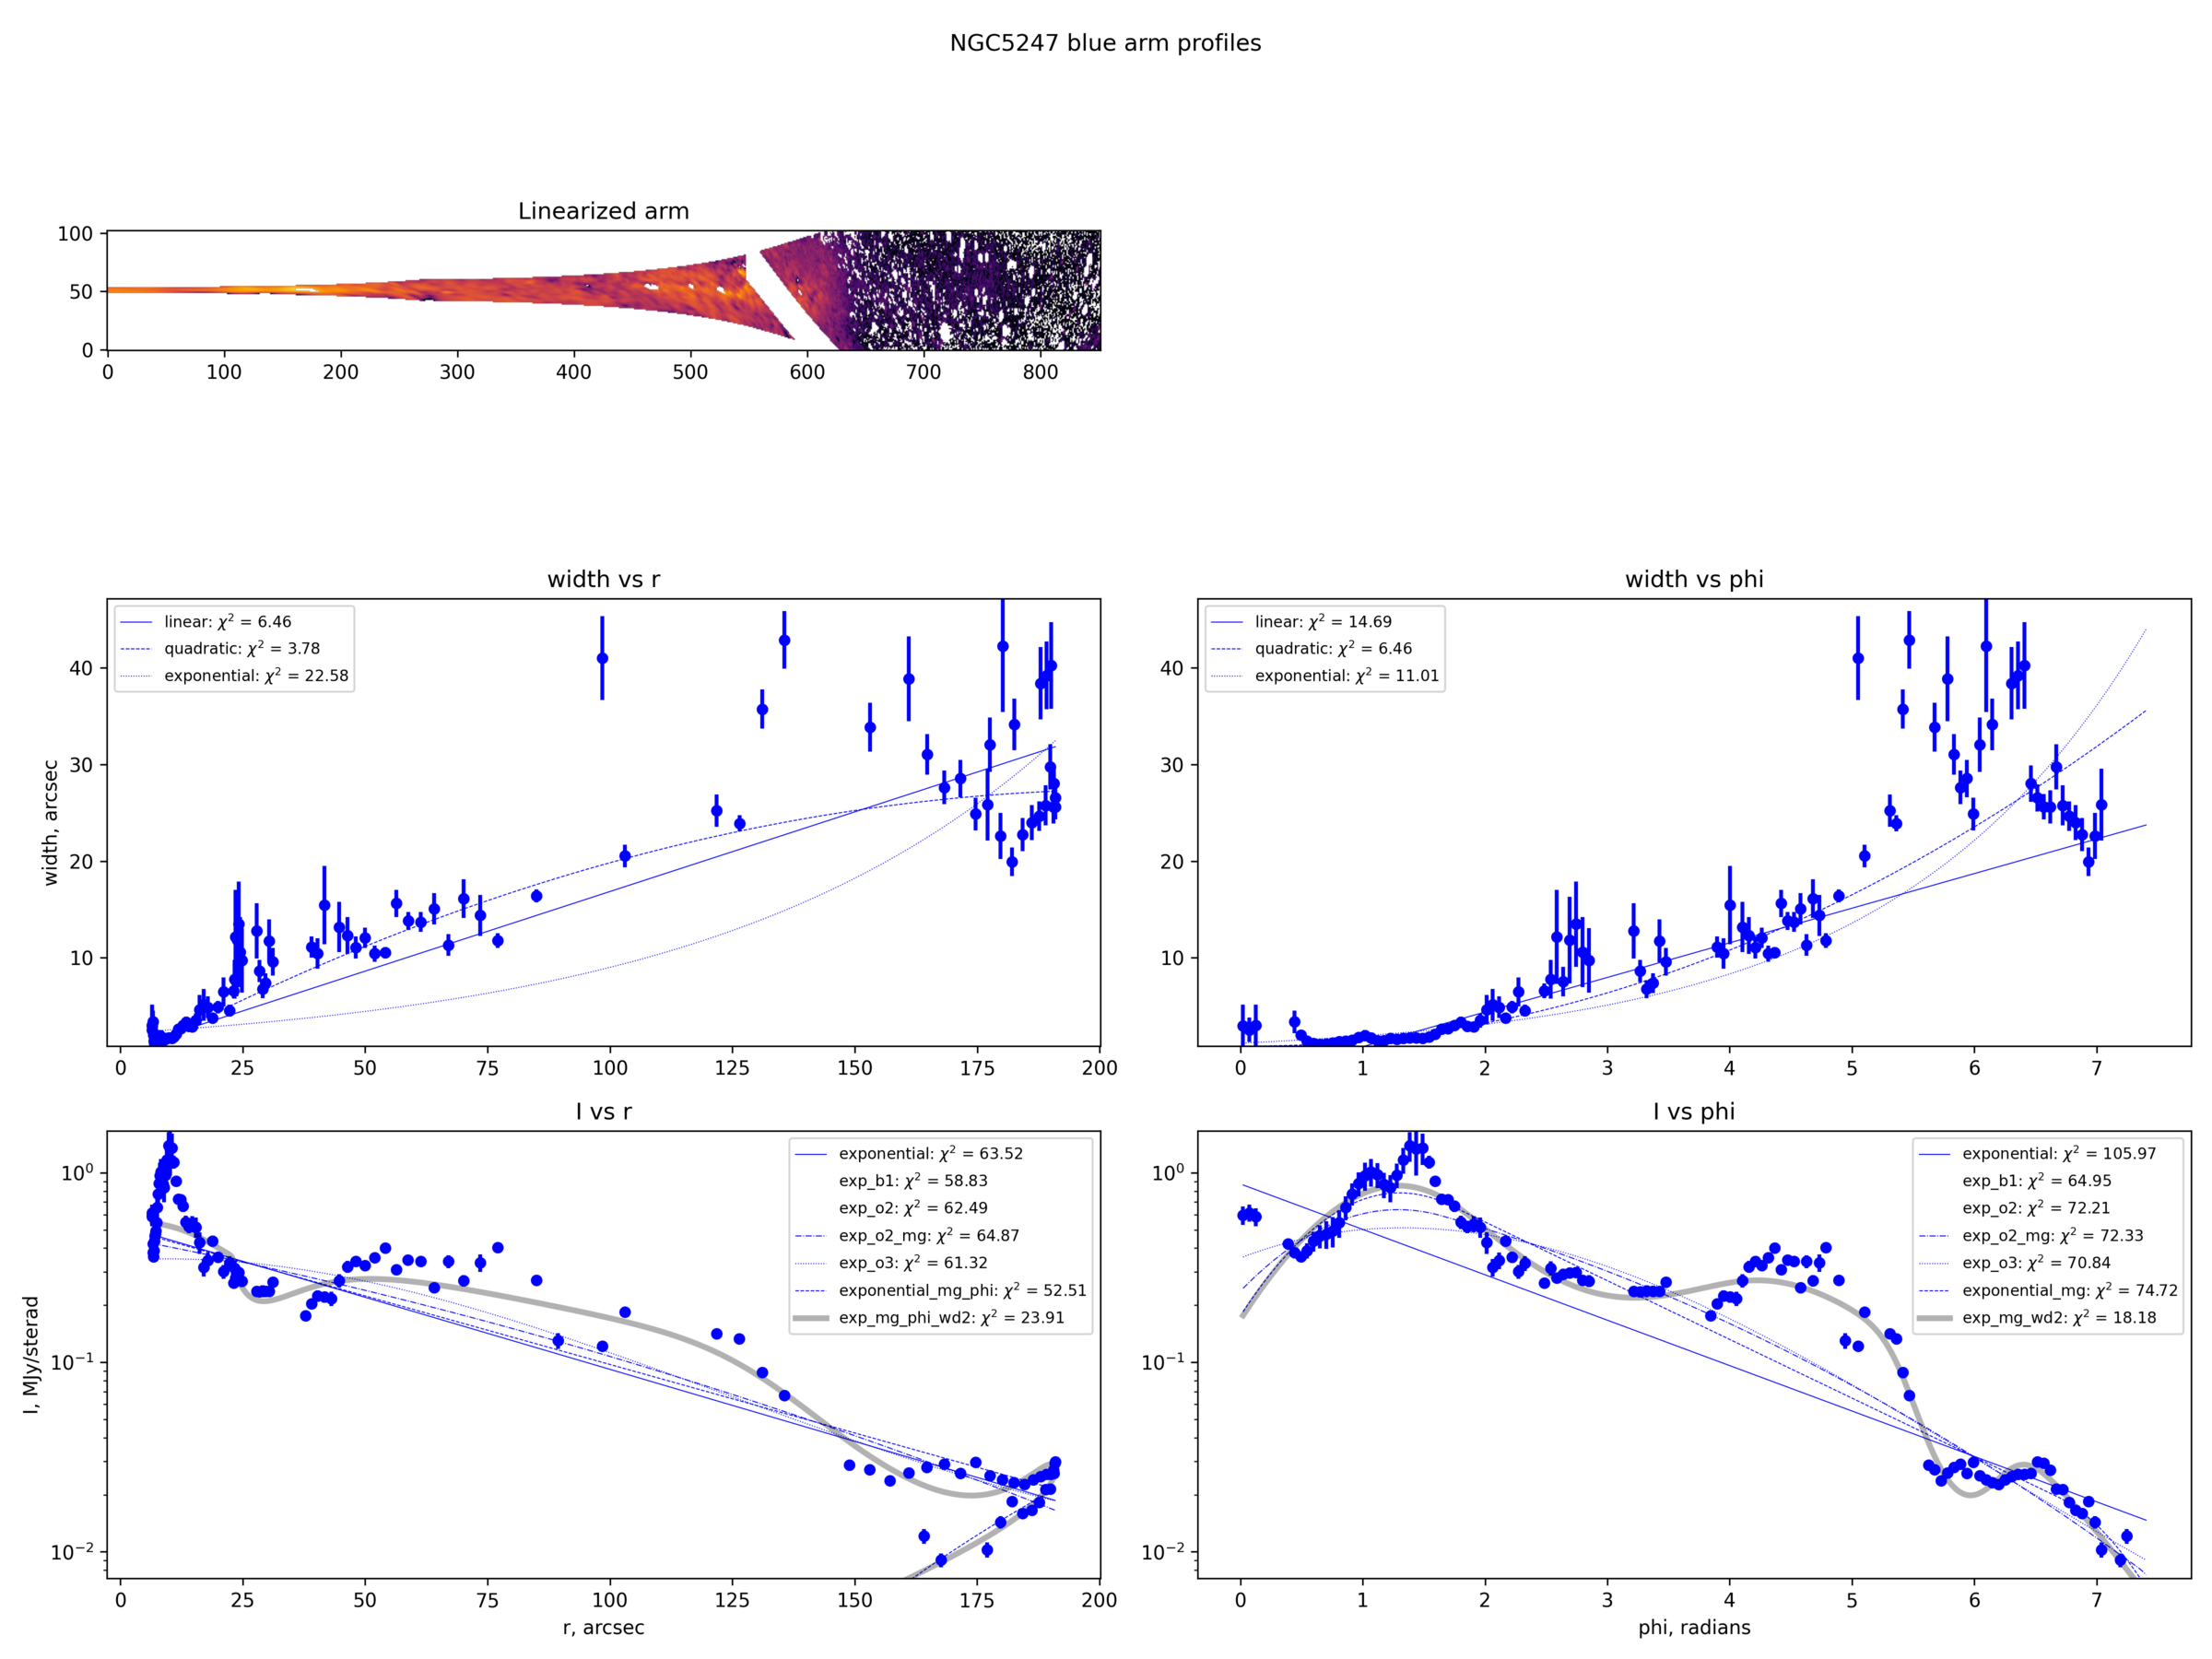 NGC5247 blue arm profiles
Linearized arm
100
50
0
0 100 200 300 400 500 600 700 800
width vs r
linear: χ² = 6.46
quadratic: χ² = 3.78
exponential: χ² = 22.58
width, arcsec
40
30
20
10
0 25 50 75 100 125 150 175 200
width vs phi
linear: χ² = 14.69
quadratic: χ² = 6.46
exponential: χ² = 11.01
40
30
20
10
0 1 2 3 4 5 6 7
I vs r
exponential: χ² = 63.52
exp_b1: χ² = 58.83
exp_o2: χ² = 62.49
exp_o2_mg: χ² = 64.87
exp_o3: χ² = 61.32
exponential_mg_phi: χ² = 52.51
exp_mg_phi_wd2: χ² = 23.91
I, MJy/sterad
10⁰
10⁻¹
10⁻²
0 25 50 75 100 125 150 175 200
r, arcsec
I vs phi
exponential: χ² = 105.97
exp_b1: χ² = 64.95
exp_o2: χ² = 72.21
exp_o2_mg: χ² = 72.33
exp_o3: χ² = 70.84
exponential_mg: χ² = 74.72
exp_mg_wd2: χ² = 18.18
10⁰
10⁻¹
10⁻²
0 1 2 3 4 5 6 7
phi, radians